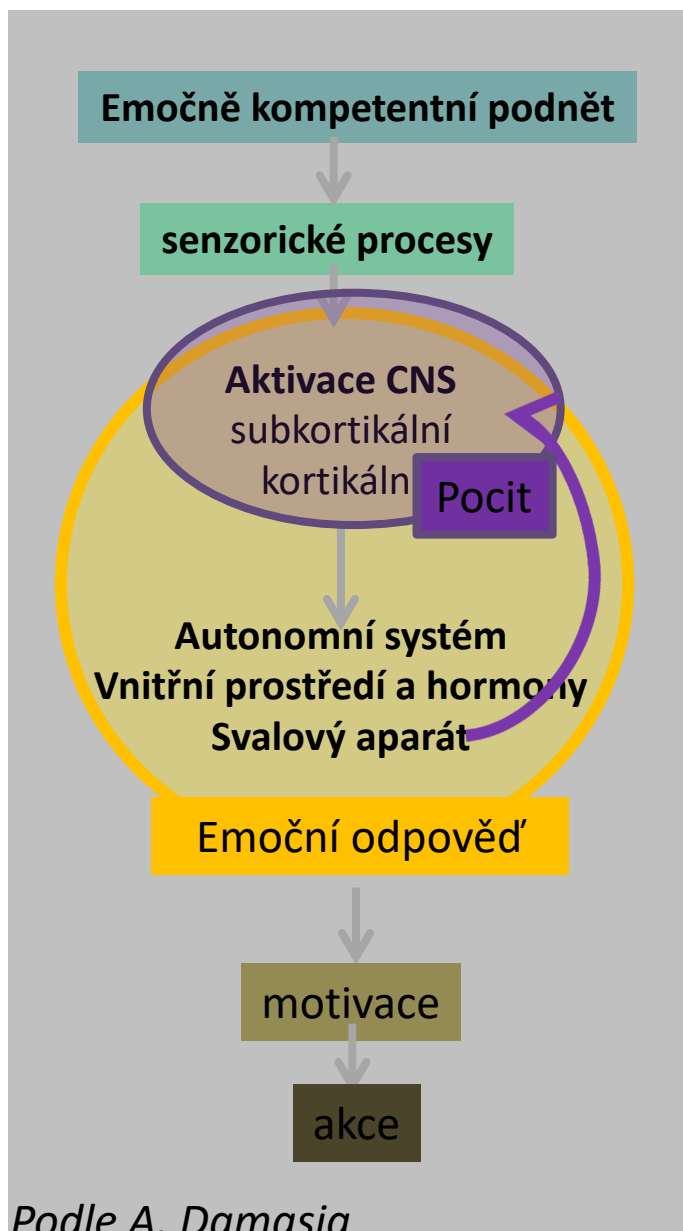 Emočně kompetentní podnět
senzorické procesy
Aktivace CNS
subkortikální
kortikáln
Pocit
Autonomní systém
Vnitřní prostředí a hormony
Svalový aparát
Emoční odpověď
motivace
akce
Podle A. Damasia